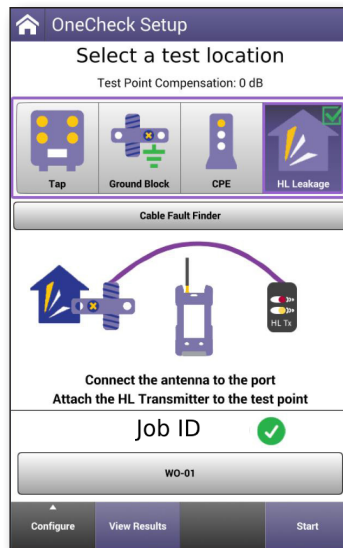 OneCheck Setup
Select a test location
Test Point Compensation: 0 dB
Tap
Ground Block
CPE
HL Leakage
Cable Fault Finder
HL Tx
Connect the antenna to the port
Attach the HL Transmitter to the test point
Job ID
WO-01
Configure
View Results
Start